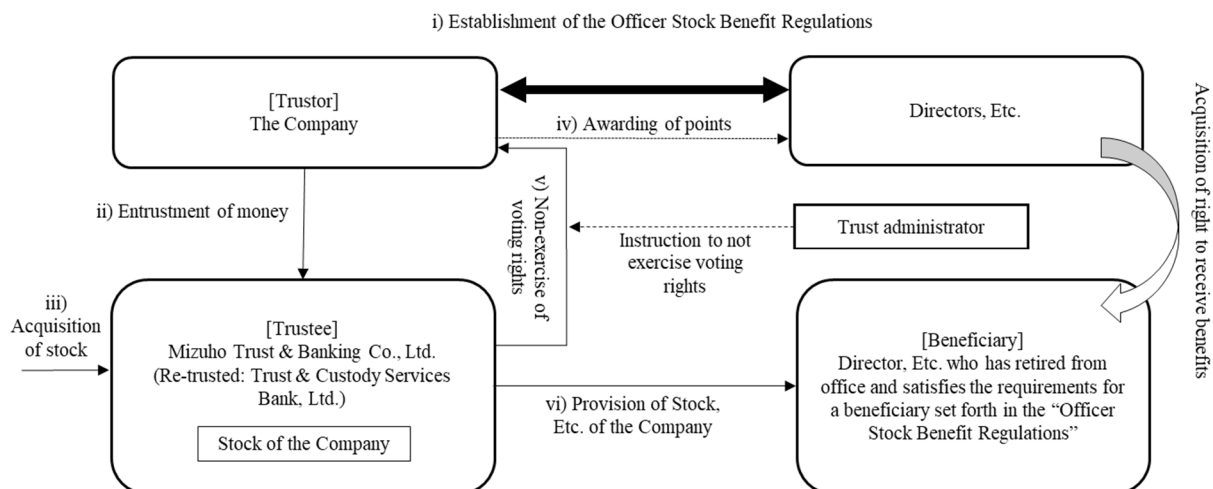 i) Establishment of the Officer Stock Benefit Regulations
[Trustor]
The Company
Directors, Etc.
iv) Awarding of points
Acquisition of right to receive benefits
ii) Entrustment of money
v) Non-exercise of
voting rights
Trust administrator
Instruction to not
exercise voting
rights
iii)
Acquisition
of stock
[Trustee]
Mizuho Trust & Banking Co., Ltd.
(Re-trusted: Trust & Custody Services
Bank, Ltd.)
Stock of the Company
vi) Provision of Stock,
Etc. of the Company
[Beneficiary]
Director, Etc. who has retired from
office and satisfies the requirements for
a beneficiary set forth in the “Officer
Stock Benefit Regulations”